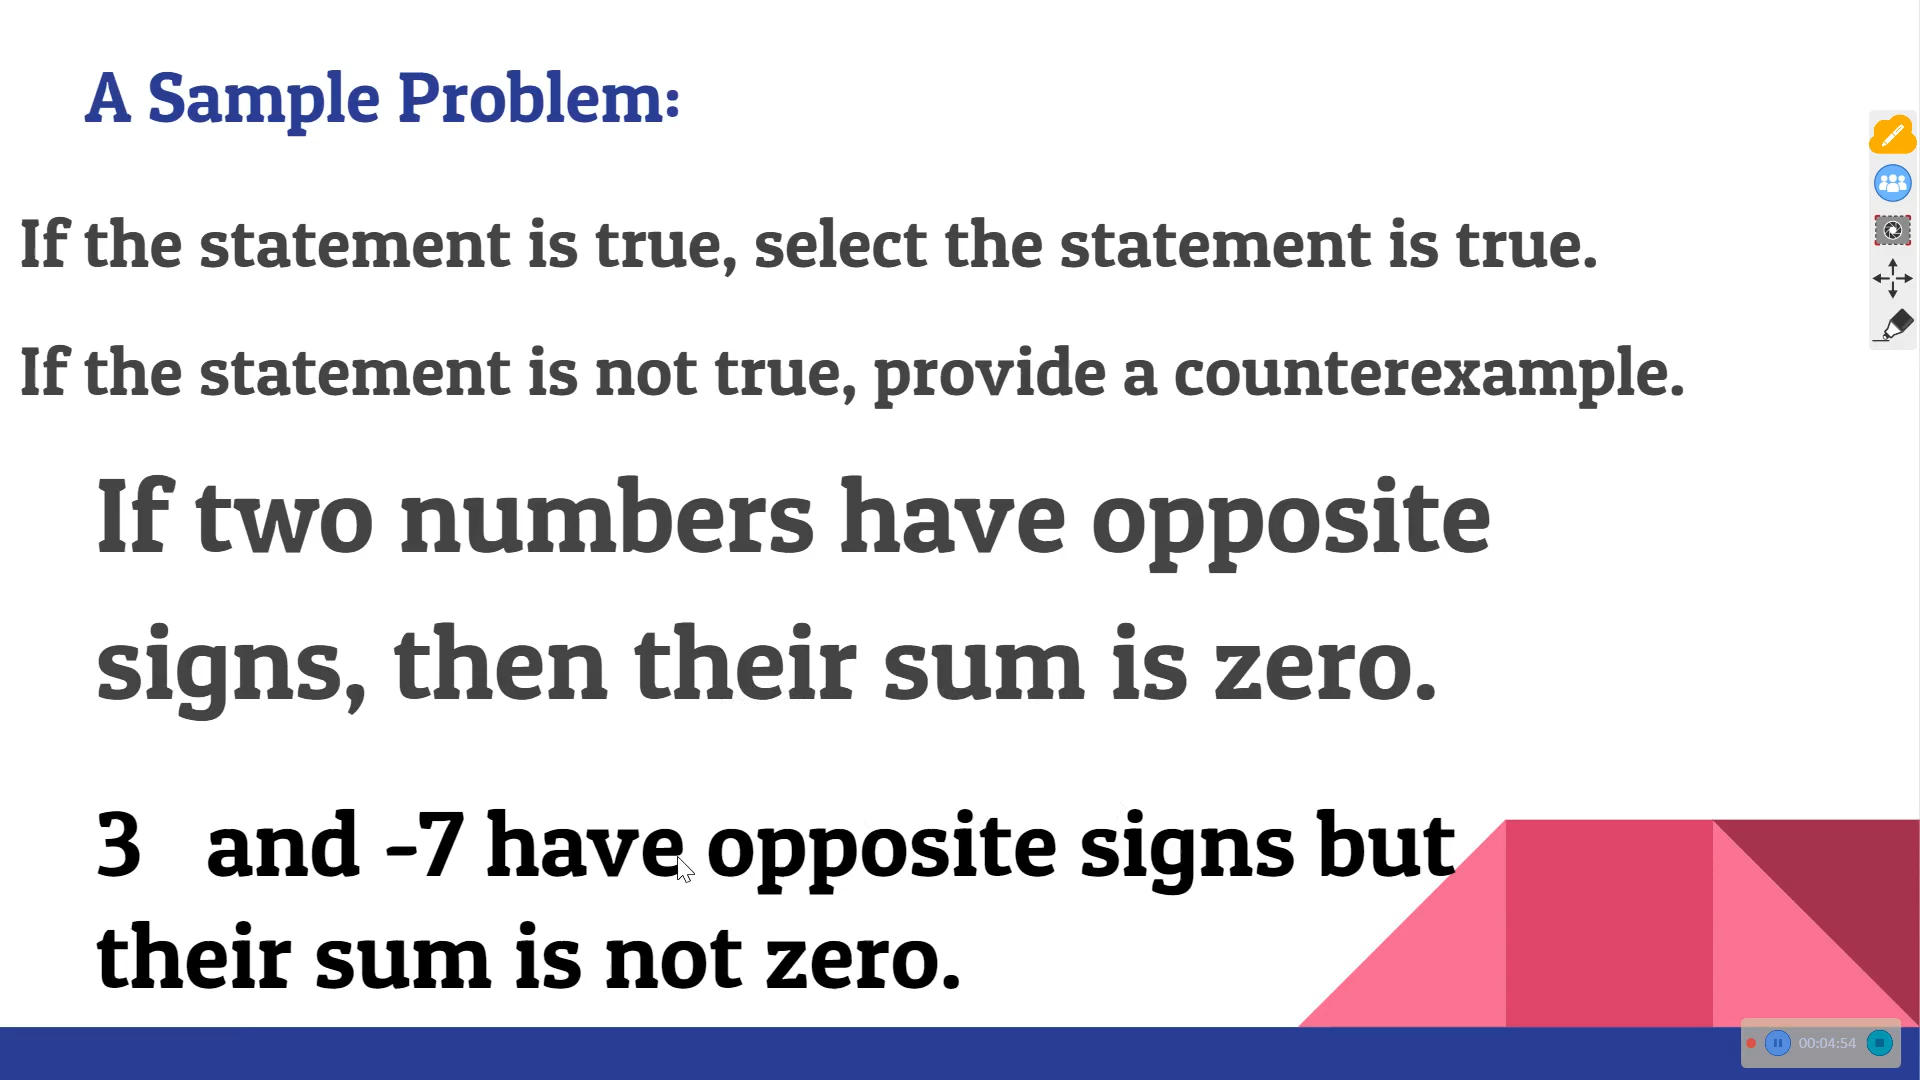 A Sample Problem:
If the statement is true, select the statement is true.
If the statement is not true, provide a counterexample.
If two numbers have opposite
signs, then their sum is zero.
3 and -7 have opposite signs but
their sum is not zero.
00:04:54